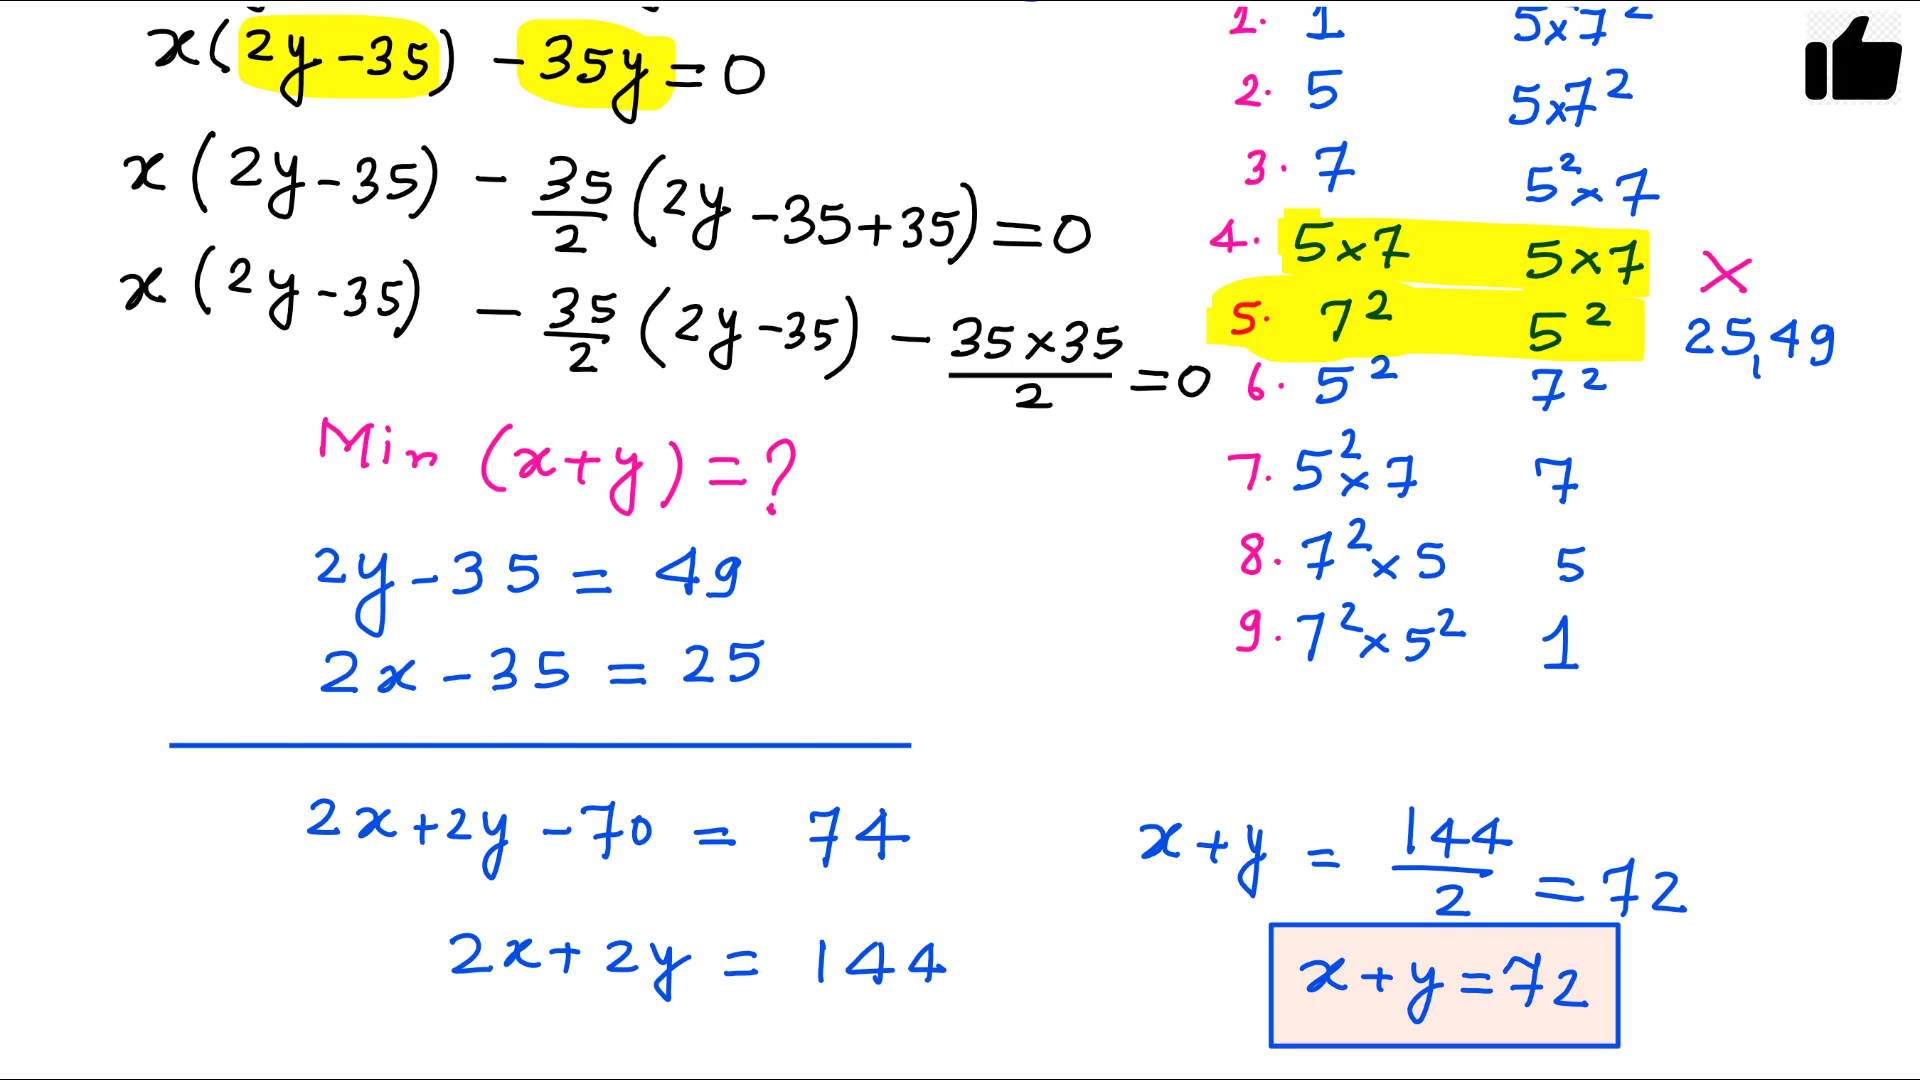 x(2y-35) - 35y = 0
x(2y-35) - 35/2 (2y-35+35) = 0
x(2y-35) - 35/2 (2y-35) - 35×35/2 = 0
Min (x+y) = ?
2y-35 = 49
2x-35 = 25
2x+2y-70 = 74
2x+2y = 144
1. 1 5×7²
2. 5 5×7²
3. 7 5²×7
4. 5×7 5×7 ×
5. 7² 5² 25,49
6. 5² 7²
7. 5²×7 7
8. 7²×5 5
9. 7²×5² 1
x+y = 144/2 = 72
x+y=72